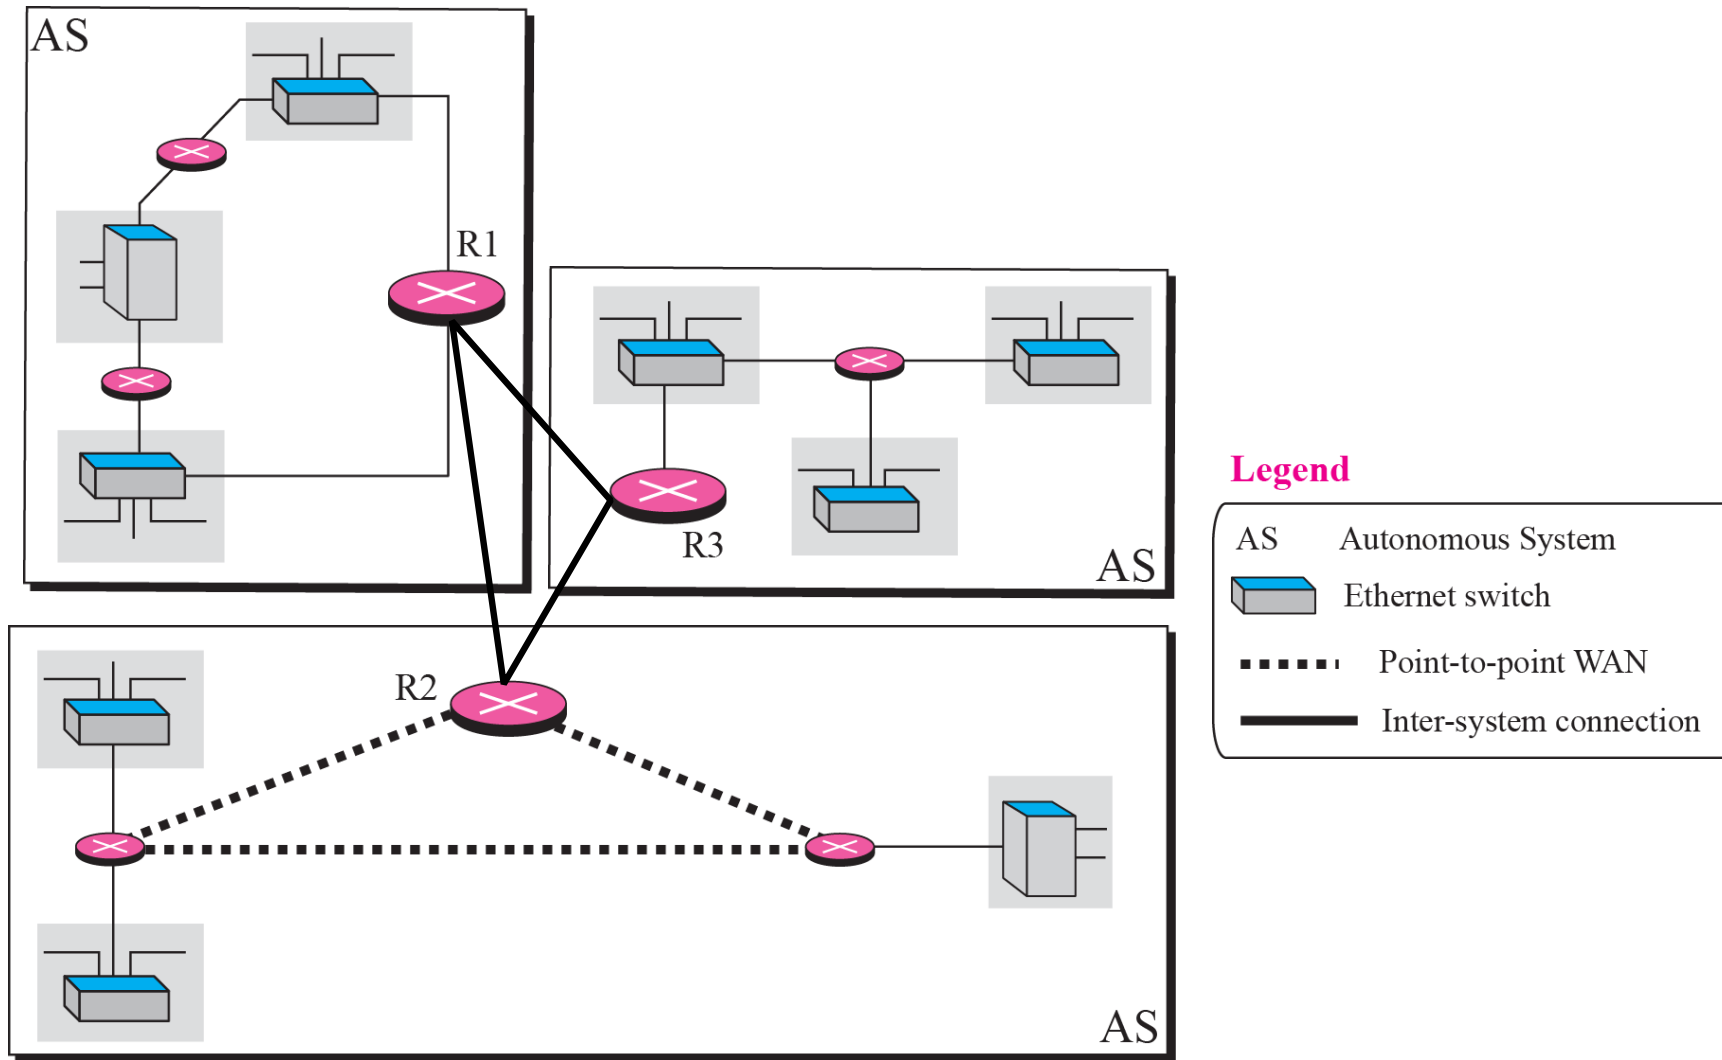 AS
R1
R3
AS
R2
AS
Legend
AS Autonomous System
Ethernet switch
Point-to-point WAN
Inter-system connection